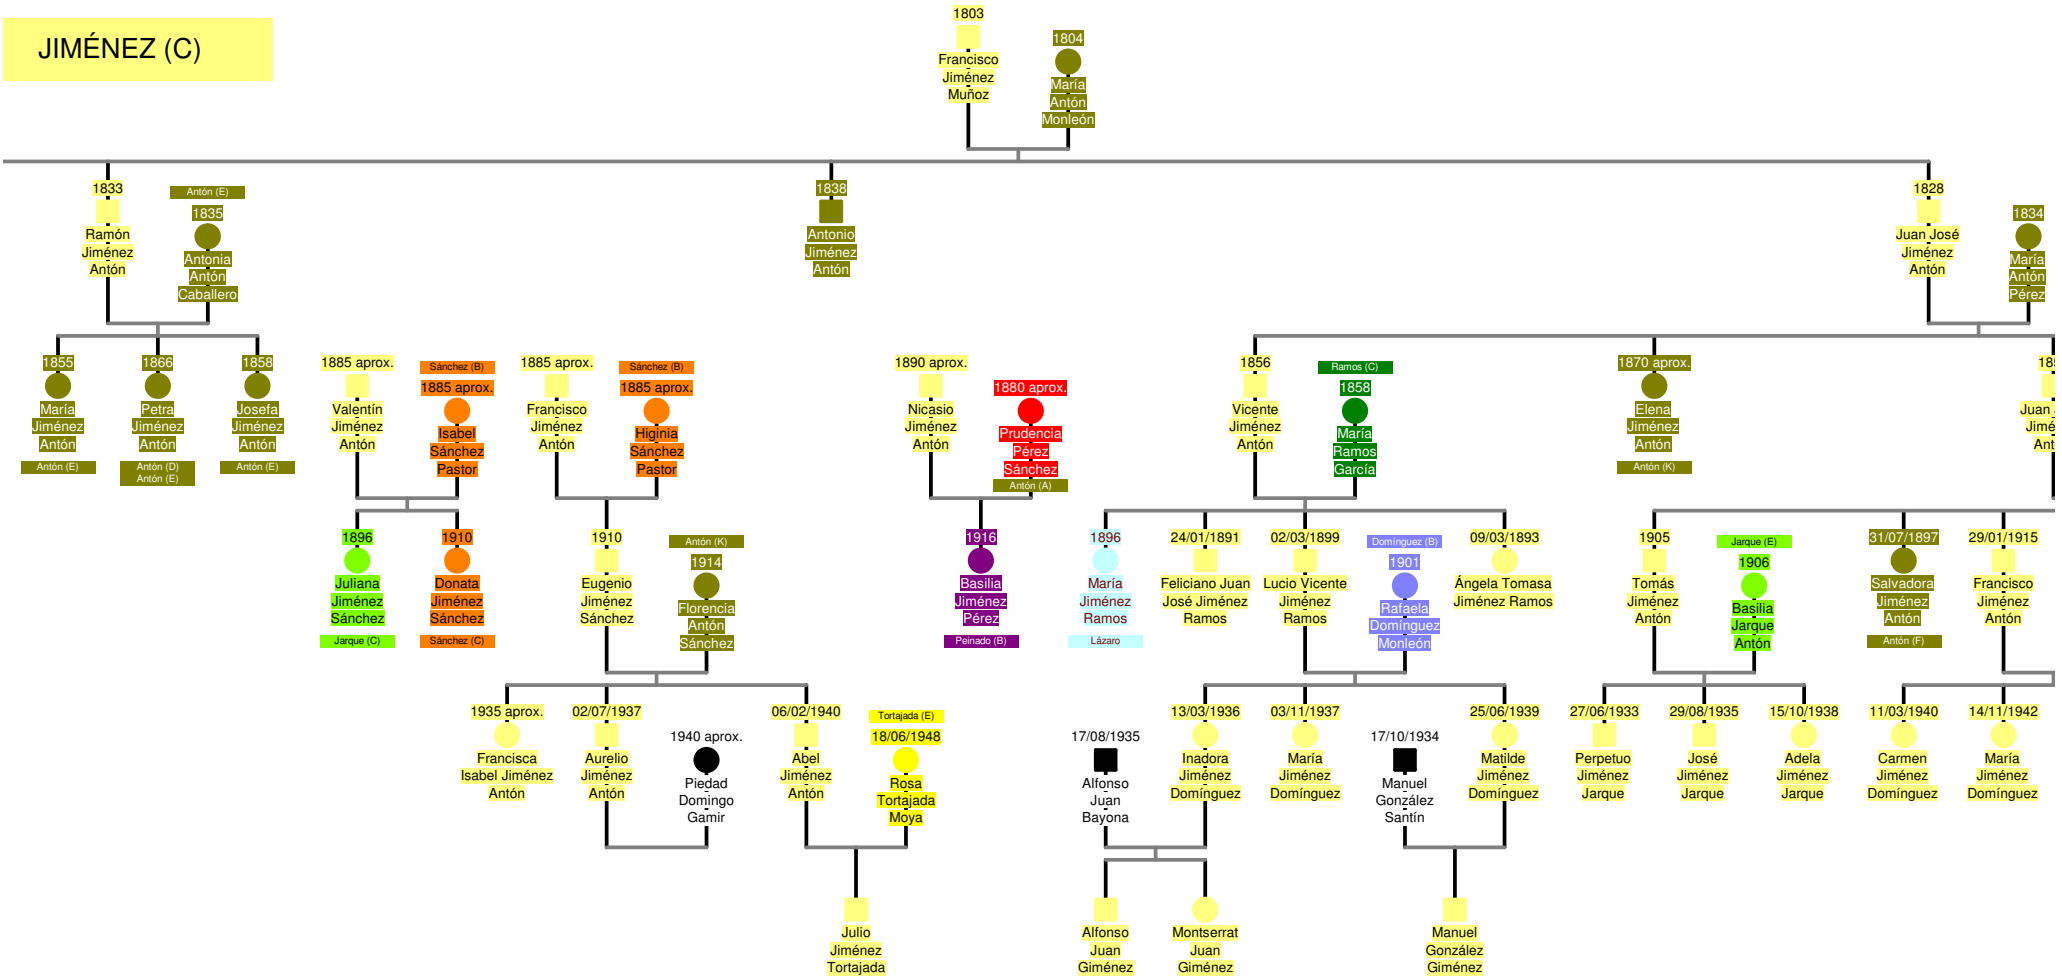 JIMÉNEZ (C)
1803
Francisco
Jiménez
Muñoz
1804
María
Antón
Monleón
1833
Ramón
Jiménez
Antón
Antón (E)
1835
Antonia
Antón
Caballero
1838
Antonio
Jiménez
Antón
1828
Juan José
Jiménez
Antón
1834
María
Antón
Pérez
1855
María
Jiménez
Antón
Antón (E)
1866
Petra
Jiménez
Antón
Antón (D)
Antón (E)
1858
Josefa
Jiménez
Antón
Antón (E)
1885 aprox.
Valentín
Jiménez
Antón
Sánchez (B)
1885 aprox.
Isabel
Sánchez
Pastor
1885 aprox.
Francisco
Jiménez
Antón
Sánchez (B)
1885 aprox.
Higinia
Sánchez
Pastor
1890 aprox.
Nicasio
Jiménez
Antón
1880 aprox.
Prudencia
Pérez
Sánchez
Antón (A)
1856
Vicente
Jiménez
Antón
Ramos (C)
1858
María
Ramos
García
1870 aprox.
Elena
Jiménez
Antón
Antón (K)
Juan
1896
Juliana
Jiménez
Sánchez
Jarque (C)
1910
Donata
Jiménez
Sánchez
Sánchez (C)
1910
Eugenio
Jiménez
Sánchez
Antón (K)
1914
Florencia
Antón
Sánchez
1916
Basilia
Jiménez
Pérez
Peinado (B)
1896
María
Jiménez
Ramos
Lázaro
24/01/1891
Feliciano Juan
José Jiménez
Ramos
02/03/1899
Lucio Vicente
Jiménez
Ramos
Domínguez (B)
1901
Rafaela
Domínguez
Monleón
09/03/1893
Ángela Tomasa
Jiménez Ramos
1905
Tomás
Jiménez
Antón
Jarque (E)
1906
Basilia
Jarque
Antón
31/07/1897
Salvadora
Jiménez
Antón
Antón (F)
29/01/1915
Francisco
Jiménez
Antón
1935 aprox.
Francisca
Isabel Jiménez
Antón
02/07/1937
Aurelio
Jiménez
Antón
1940 aprox.
Piedad
Domingo
Gamir
06/02/1940
Abel
Jiménez
Antón
Tortajada (E)
18/06/1948
Rosa
Tortajada
Moya
17/08/1935
Alfonso
Juan
Bayona
13/03/1936
Inadora
Jiménez
Domínguez
03/11/1937
María
Jiménez
Domínguez
17/10/1934
Manuel
González
Santín
25/06/1939
Matilde
Jiménez
Domínguez
27/06/1933
Perpetuo
Jiménez
Jarque
29/08/1935
José
Jiménez
Jarque
15/10/1938
Adela
Jiménez
Jarque
11/03/1940
Carmen
Jiménez
Domínguez
14/11/1942
María
Jiménez
Domínguez
Julio
Jiménez
Tortajada
Alfonso
Juan
Giménez
Montserrat
Juan
Giménez
Manuel
González
Giménez